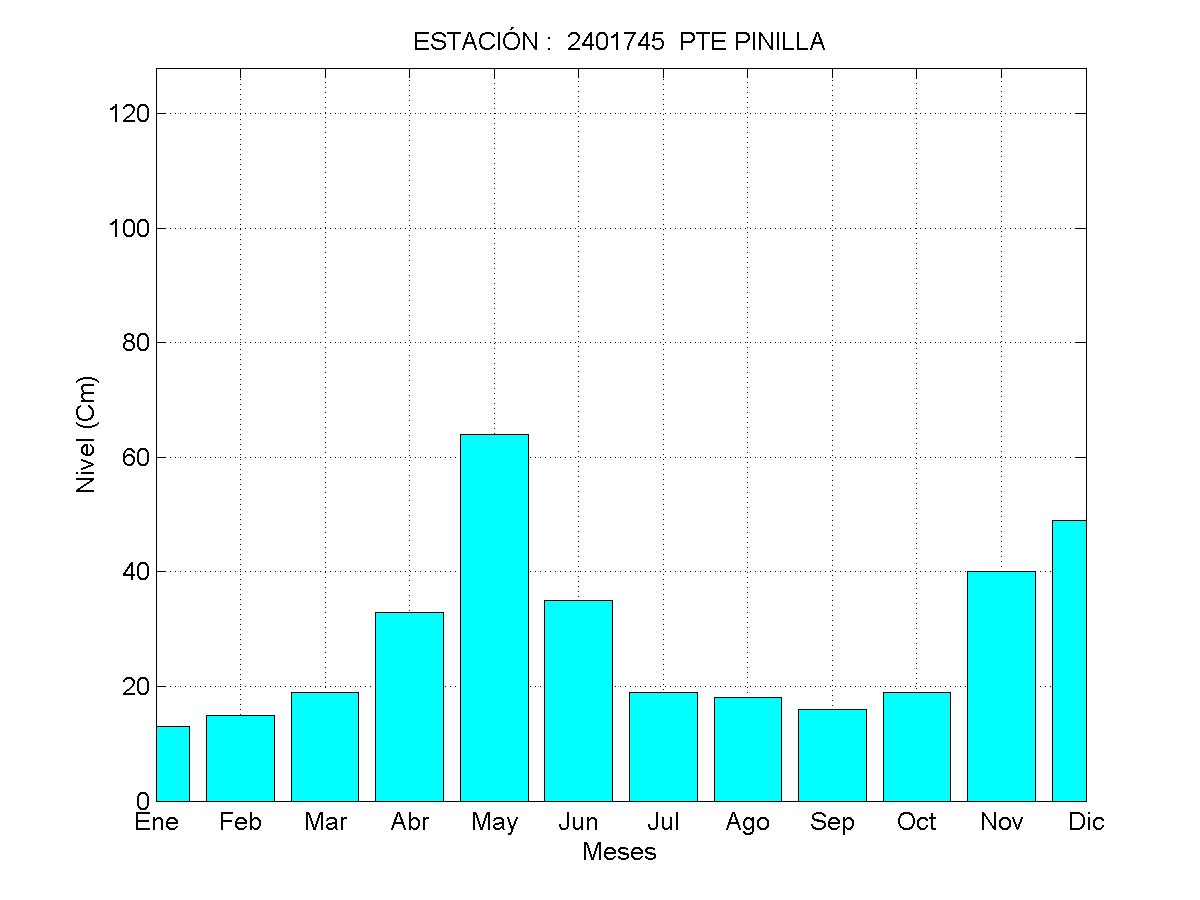 ESTACIÓN :  2401745  PTE PINILLA
120
100
80
60
40
20
0
Nivel (Cm)
Ene Feb Mar Abr May Jun Jul Ago Sep Oct Nov Dic
Meses